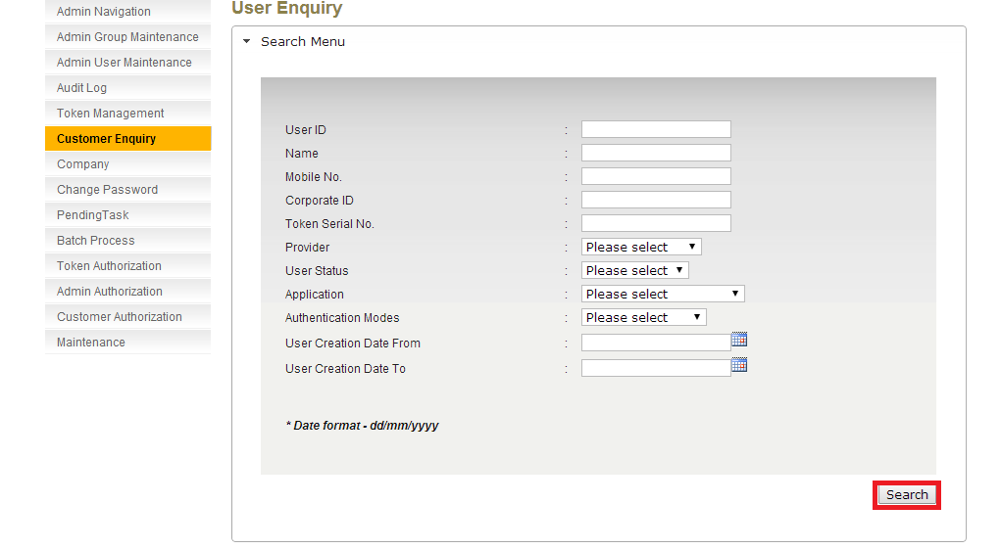 User Enquiry
Admin Navigation
Admin Group Maintenance
Admin User Maintenance
Audit Log
Token Management
Customer Enquiry
Company
Change Password
PendingTask
Batch Process
Token Authorization
Admin Authorization
Customer Authorization
Maintenance
Search Menu
User ID :
Name :
Mobile No. :
Corporate ID :
Token Serial No. :
Provider : Please select
User Status : Please select
Application : Please select
Authentication Modes : Please select
User Creation Date From :
User Creation Date To :
* Date format - dd/mm/yyyy
Search